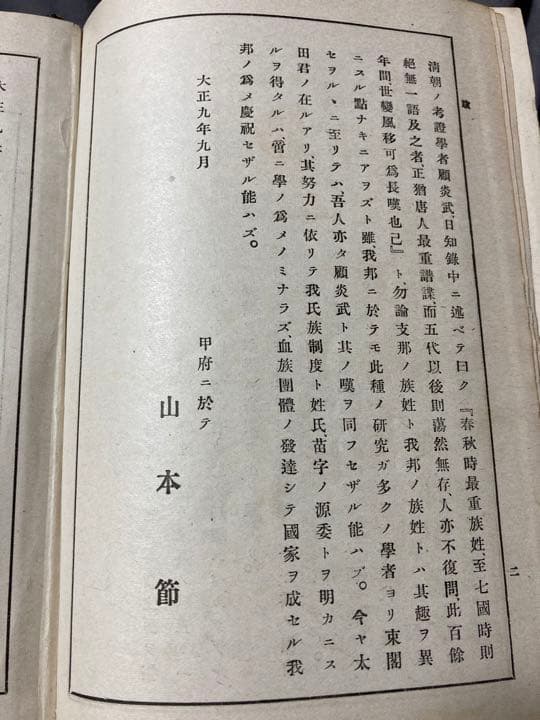 清朝ノ考證學者顧炎武、日知錄中ニ述ベテ曰ク『春秋時最重族姓、至七國時則
絕無一語及之者、正猶唐人最重譜諜、而五代以後則蕩然無存、人亦不復問、此百餘
年間、世變風移可爲長嘆也已』ト、勿論支那ノ族姓ト我邦ノ族姓トハ其趣ヲ異
ニスル點ナキニアヲズト雖、我邦ニ於テモ此種ノ研究ガ多クノ學者ヨリ束閣
セヲルヽニ至リテハ、吾人亦タ顧炎武ト其ノ嘆ヲ同フセザル能ハズ。今ヤ太
田君ノ在ルアリ、其努力ニ依リテ我氏族制度ト姓氏、苗字ノ源委トヲ明カニス
ルヲ得タルハ、啻ニ學ノ爲メノミナラズ、血族團體ノ發達シテ國家ヲ成セル我
邦ノ爲メ慶祝セザル能ハズ。
大正九年九月
甲府ニ於テ
山本節
二